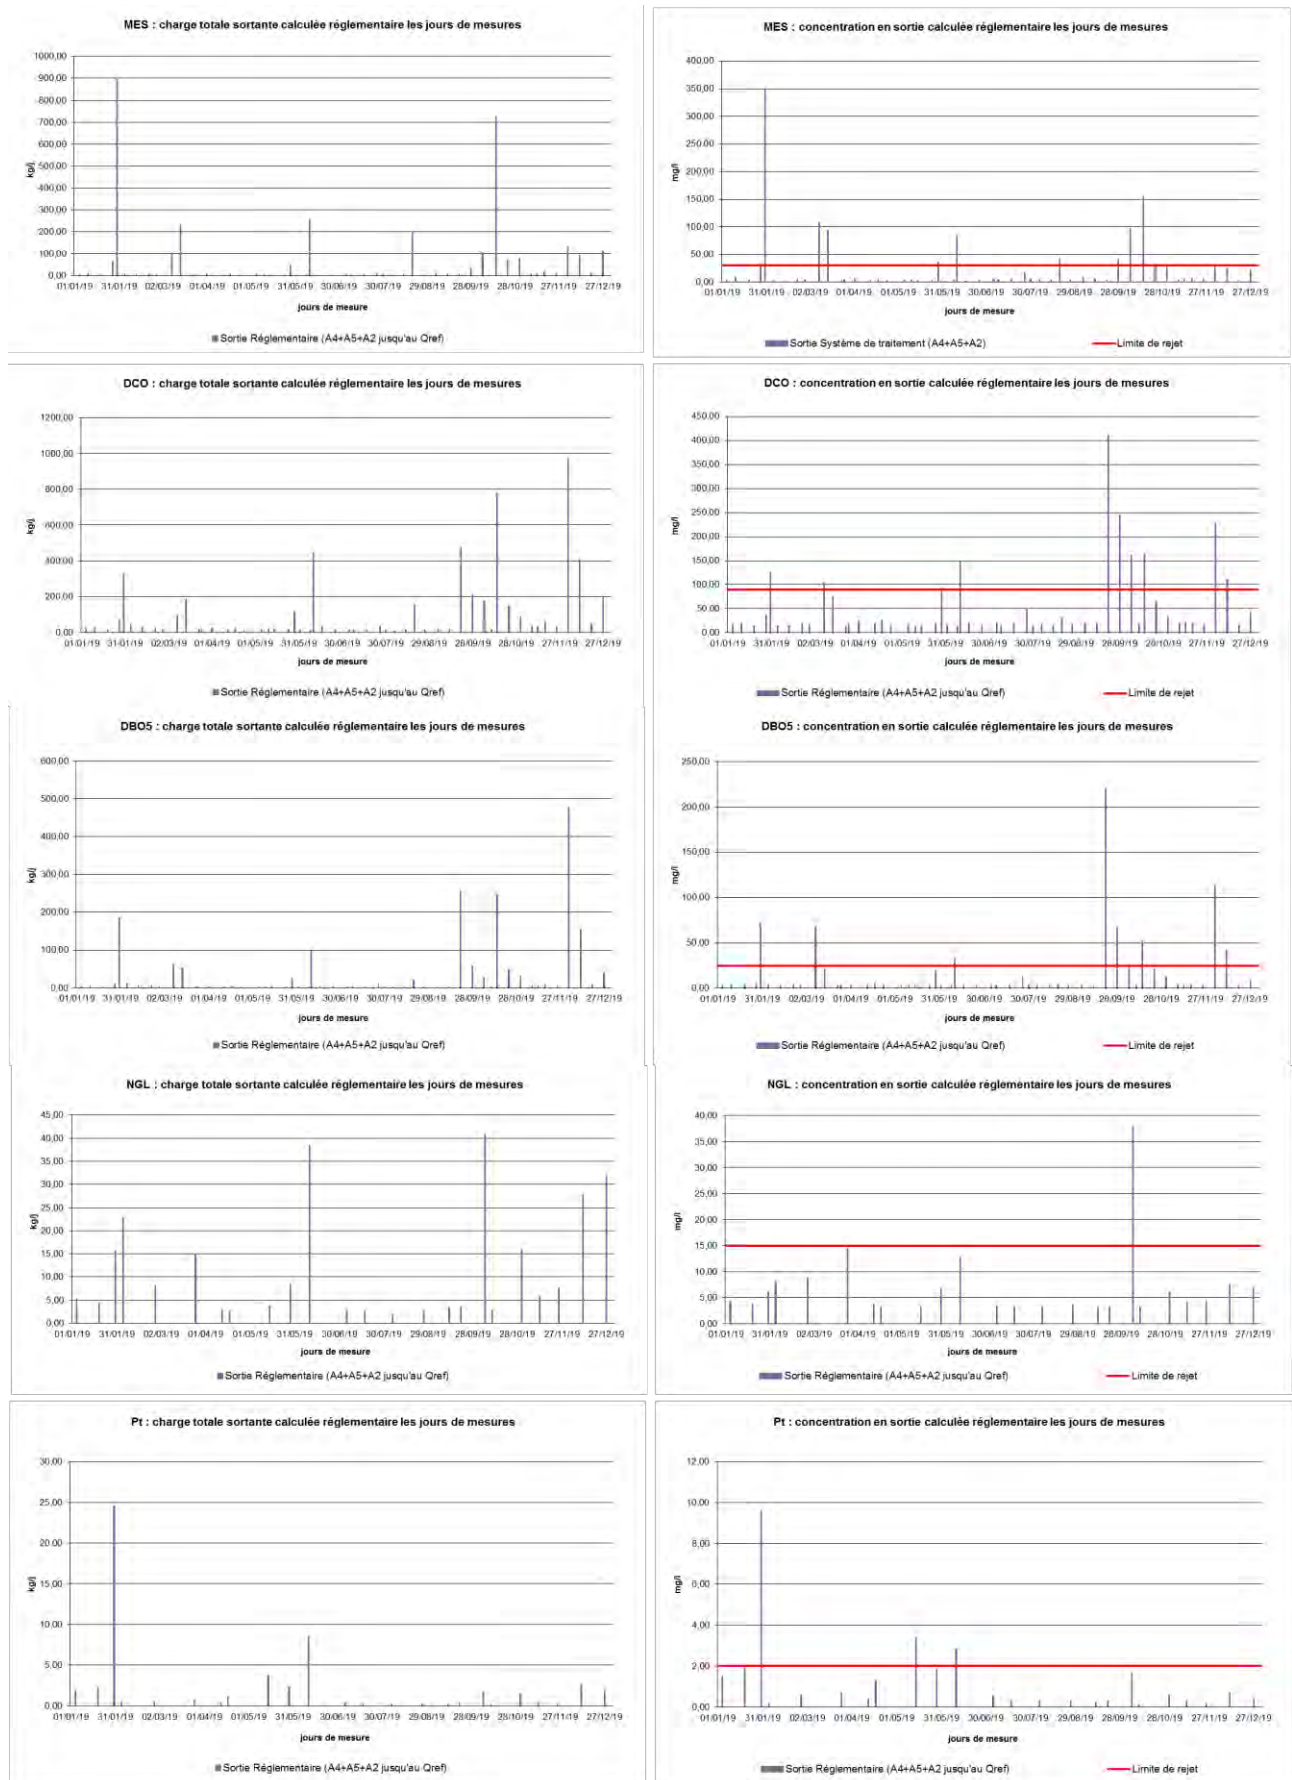 MES : charge totale sortante calculée réglementaire les jours de mesures
1000,00
900,00
800,00
700,00
600,00
500,00
400,00
300,00
200,00
100,00
0,00
kg/j
01/01/19 31/01/19 02/03/19 01/04/19 01/05/19 31/05/19 30/06/19 30/07/19 29/08/19 28/09/19 28/10/19 27/11/19 27/12/19
jours de mesure
Sortie Réglementaire (A4+A5+A2 jusqu'au Qref)
MES : concentration en sortie calculée réglementaire les jours de mesures
400,00
350,00
300,00
250,00
200,00
150,00
100,00
50,00
0,00
mg/l
01/01/19 31/01/19 02/03/19 01/04/19 01/05/19 31/05/19 30/06/19 30/07/19 29/08/19 28/09/19 28/10/19 27/11/19 27/12/19
jours de mesure
Sortie Système de traitement (A4+A5+A2) Limite de rejet
DCO : charge totale sortante calculée réglementaire les jours de mesures
1200,00
1000,00
800,00
600,00
400,00
200,00
0,00
kg/j
01/01/19 31/01/19 02/03/19 01/04/19 01/05/19 31/05/19 30/06/19 30/07/19 29/08/19 28/09/19 28/10/19 27/11/19 27/12/19
jours de mesure
Sortie Réglementaire (A4+A5+A2 jusqu'au Qref)
DCO : concentration en sortie calculée réglementaire les jours de mesures
450,00
400,00
350,00
300,00
250,00
200,00
150,00
100,00
50,00
0,00
mg/l
01/01/19 31/01/19 02/03/19 01/04/19 01/05/19 31/05/19 30/06/19 30/07/19 29/08/19 28/09/19 28/10/19 27/11/19 27/12/19
jours de mesure
Sortie Réglementaire (A4+A5+A2 jusqu'au Qref) Limite de rejet
DBO5 : charge totale sortante calculée réglementaire les jours de mesures
600,00
500,00
400,00
300,00
200,00
100,00
0,00
kg/j
01/01/19 31/01/19 02/03/19 01/04/19 01/05/19 31/05/19 30/06/19 30/07/19 29/08/19 28/09/19 28/10/19 27/11/19 27/12/19
jours de mesure
Sortie Réglementaire (A4+A5+A2 jusqu'au Qref)
DBO5 : concentration en sortie calculée réglementaire les jours de mesures
250,00
200,00
150,00
100,00
50,00
0,00
mg/l
01/01/19 31/01/19 02/03/19 01/04/19 01/05/19 31/05/19 30/06/19 30/07/19 29/08/19 28/09/19 28/10/19 27/11/19 27/12/19
jours de mesure
Sortie Réglementaire (A4+A5+A2 jusqu'au Qref) Limite de rejet
NGL : charge totale sortante calculée réglementaire les jours de mesures
45,00
40,00
35,00
30,00
25,00
20,00
15,00
10,00
5,00
0,00
kg/j
01/01/19 31/01/19 02/03/19 01/04/19 01/05/19 31/05/19 30/06/19 30/07/19 29/08/19 28/09/19 28/10/19 27/11/19 27/12/19
jours de mesure
Sortie Réglementaire (A4+A5+A2 jusqu'au Qref)
NGL : concentration en sortie calculée réglementaire les jours de mesures
40,00
35,00
30,00
25,00
20,00
15,00
10,00
5,00
0,00
mg/l
01/01/19 31/01/19 02/03/19 01/04/19 01/05/19 31/05/19 30/06/19 30/07/19 29/08/19 28/09/19 28/10/19 27/11/19 27/12/19
jours de mesure
Sortie Réglementaire (A4+A5+A2 jusqu'au Qref) Limite de rejet
Pt : charge totale sortante calculée réglementaire les jours de mesures
30,00
25,00
20,00
15,00
10,00
5,00
0,00
kg/j
01/01/19 31/01/19 02/03/19 01/04/19 01/05/19 31/05/19 30/06/19 30/07/19 29/08/19 28/09/19 28/10/19 27/11/19 27/12/19
jours de mesure
Sortie Réglementaire (A4+A5+A2 jusqu'au Qref)
Pt : concentration en sortie calculée réglementaire les jours de mesures
12,00
10,00
8,00
6,00
4,00
2,00
0,00
mg/l
01/01/19 31/01/19 02/03/19 01/04/19 01/05/19 31/05/19 30/06/19 30/07/19 29/08/19 28/09/19 28/10/19 27/11/19 27/12/19
jours de mesure
Sortie Réglementaire (A4+A5+A2 jusqu'au Qref) Limite de rejet